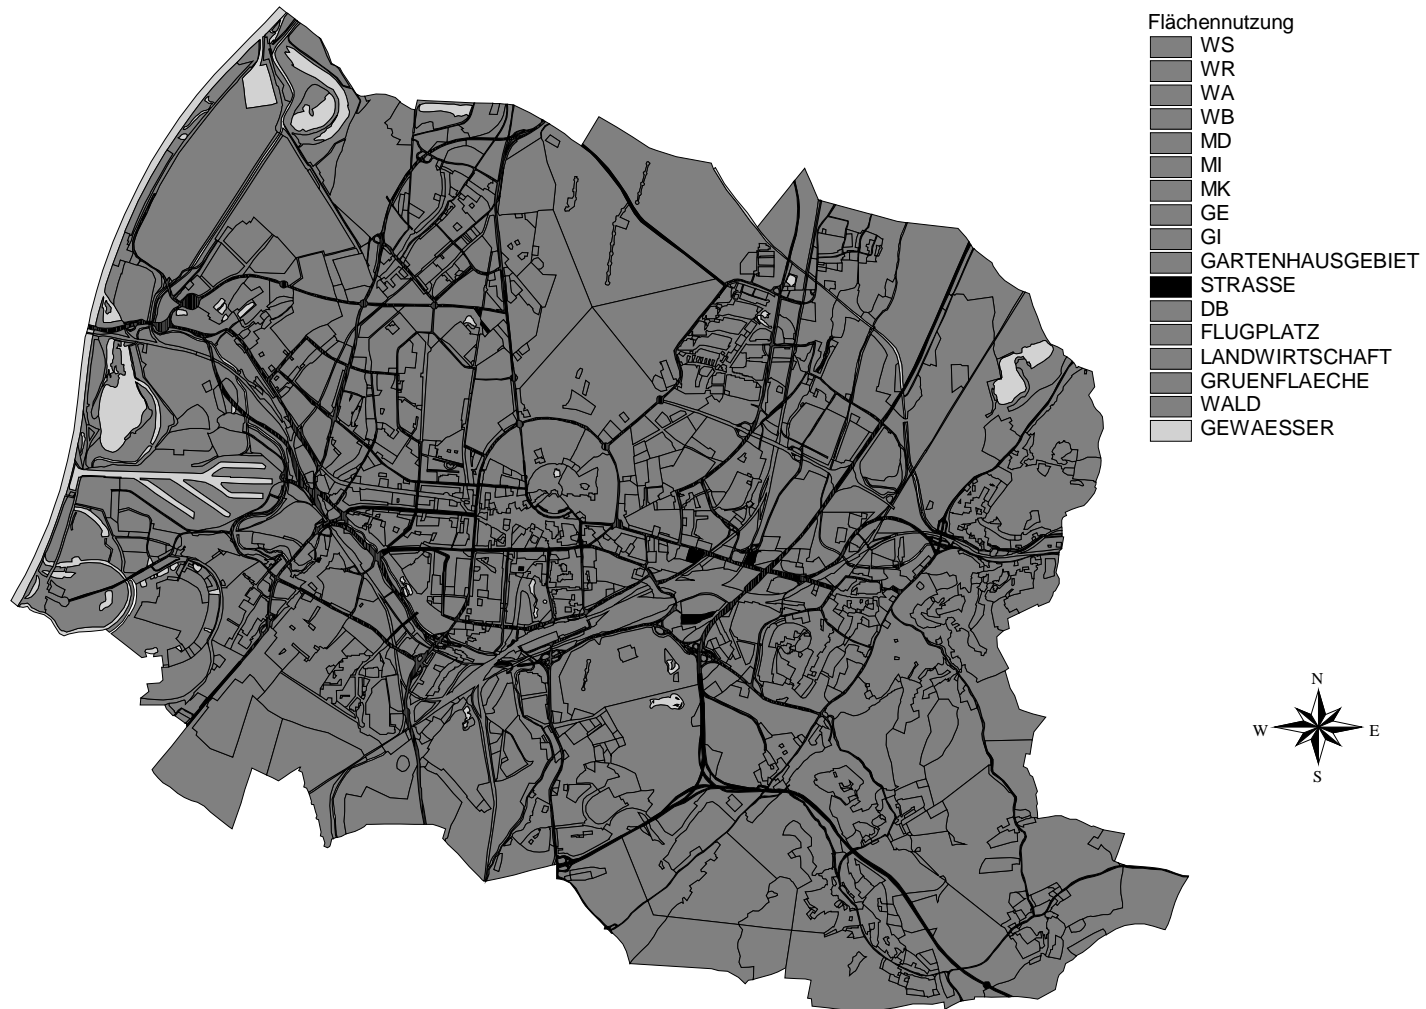 Flächennutzung
WS
WR
WA
WB
MD
MI
MK
GE
GI
GARTENHAUSGEBIET
STRASSE
DB
FLUGPLATZ
LANDWIRTSCHAFT
GRUENFLAECHE
WALD
GEWAESSER
N
W E
S